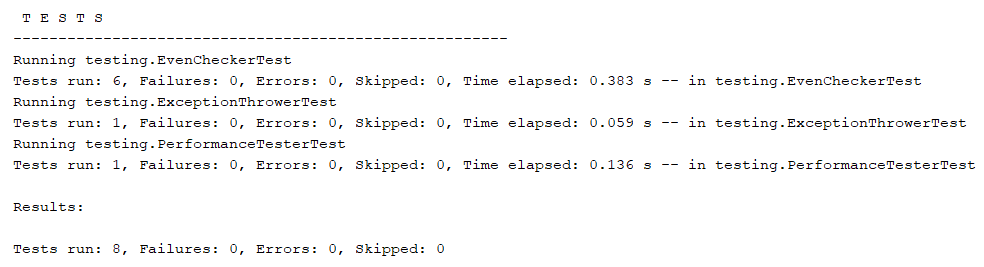 T E S T S
-------------------------------------------------------
Running testing.EvenCheckerTest
Tests run: 6, Failures: 0, Errors: 0, Skipped: 0, Time elapsed: 0.383 s -- in testing.EvenCheckerTest
Running testing.ExceptionThrowerTest
Tests run: 1, Failures: 0, Errors: 0, Skipped: 0, Time elapsed: 0.059 s -- in testing.ExceptionThrowerTest
Running testing.PerformanceTesterTest
Tests run: 1, Failures: 0, Errors: 0, Skipped: 0, Time elapsed: 0.136 s -- in testing.PerformanceTesterTest
Results:
Tests run: 8, Failures: 0, Errors: 0, Skipped: 0